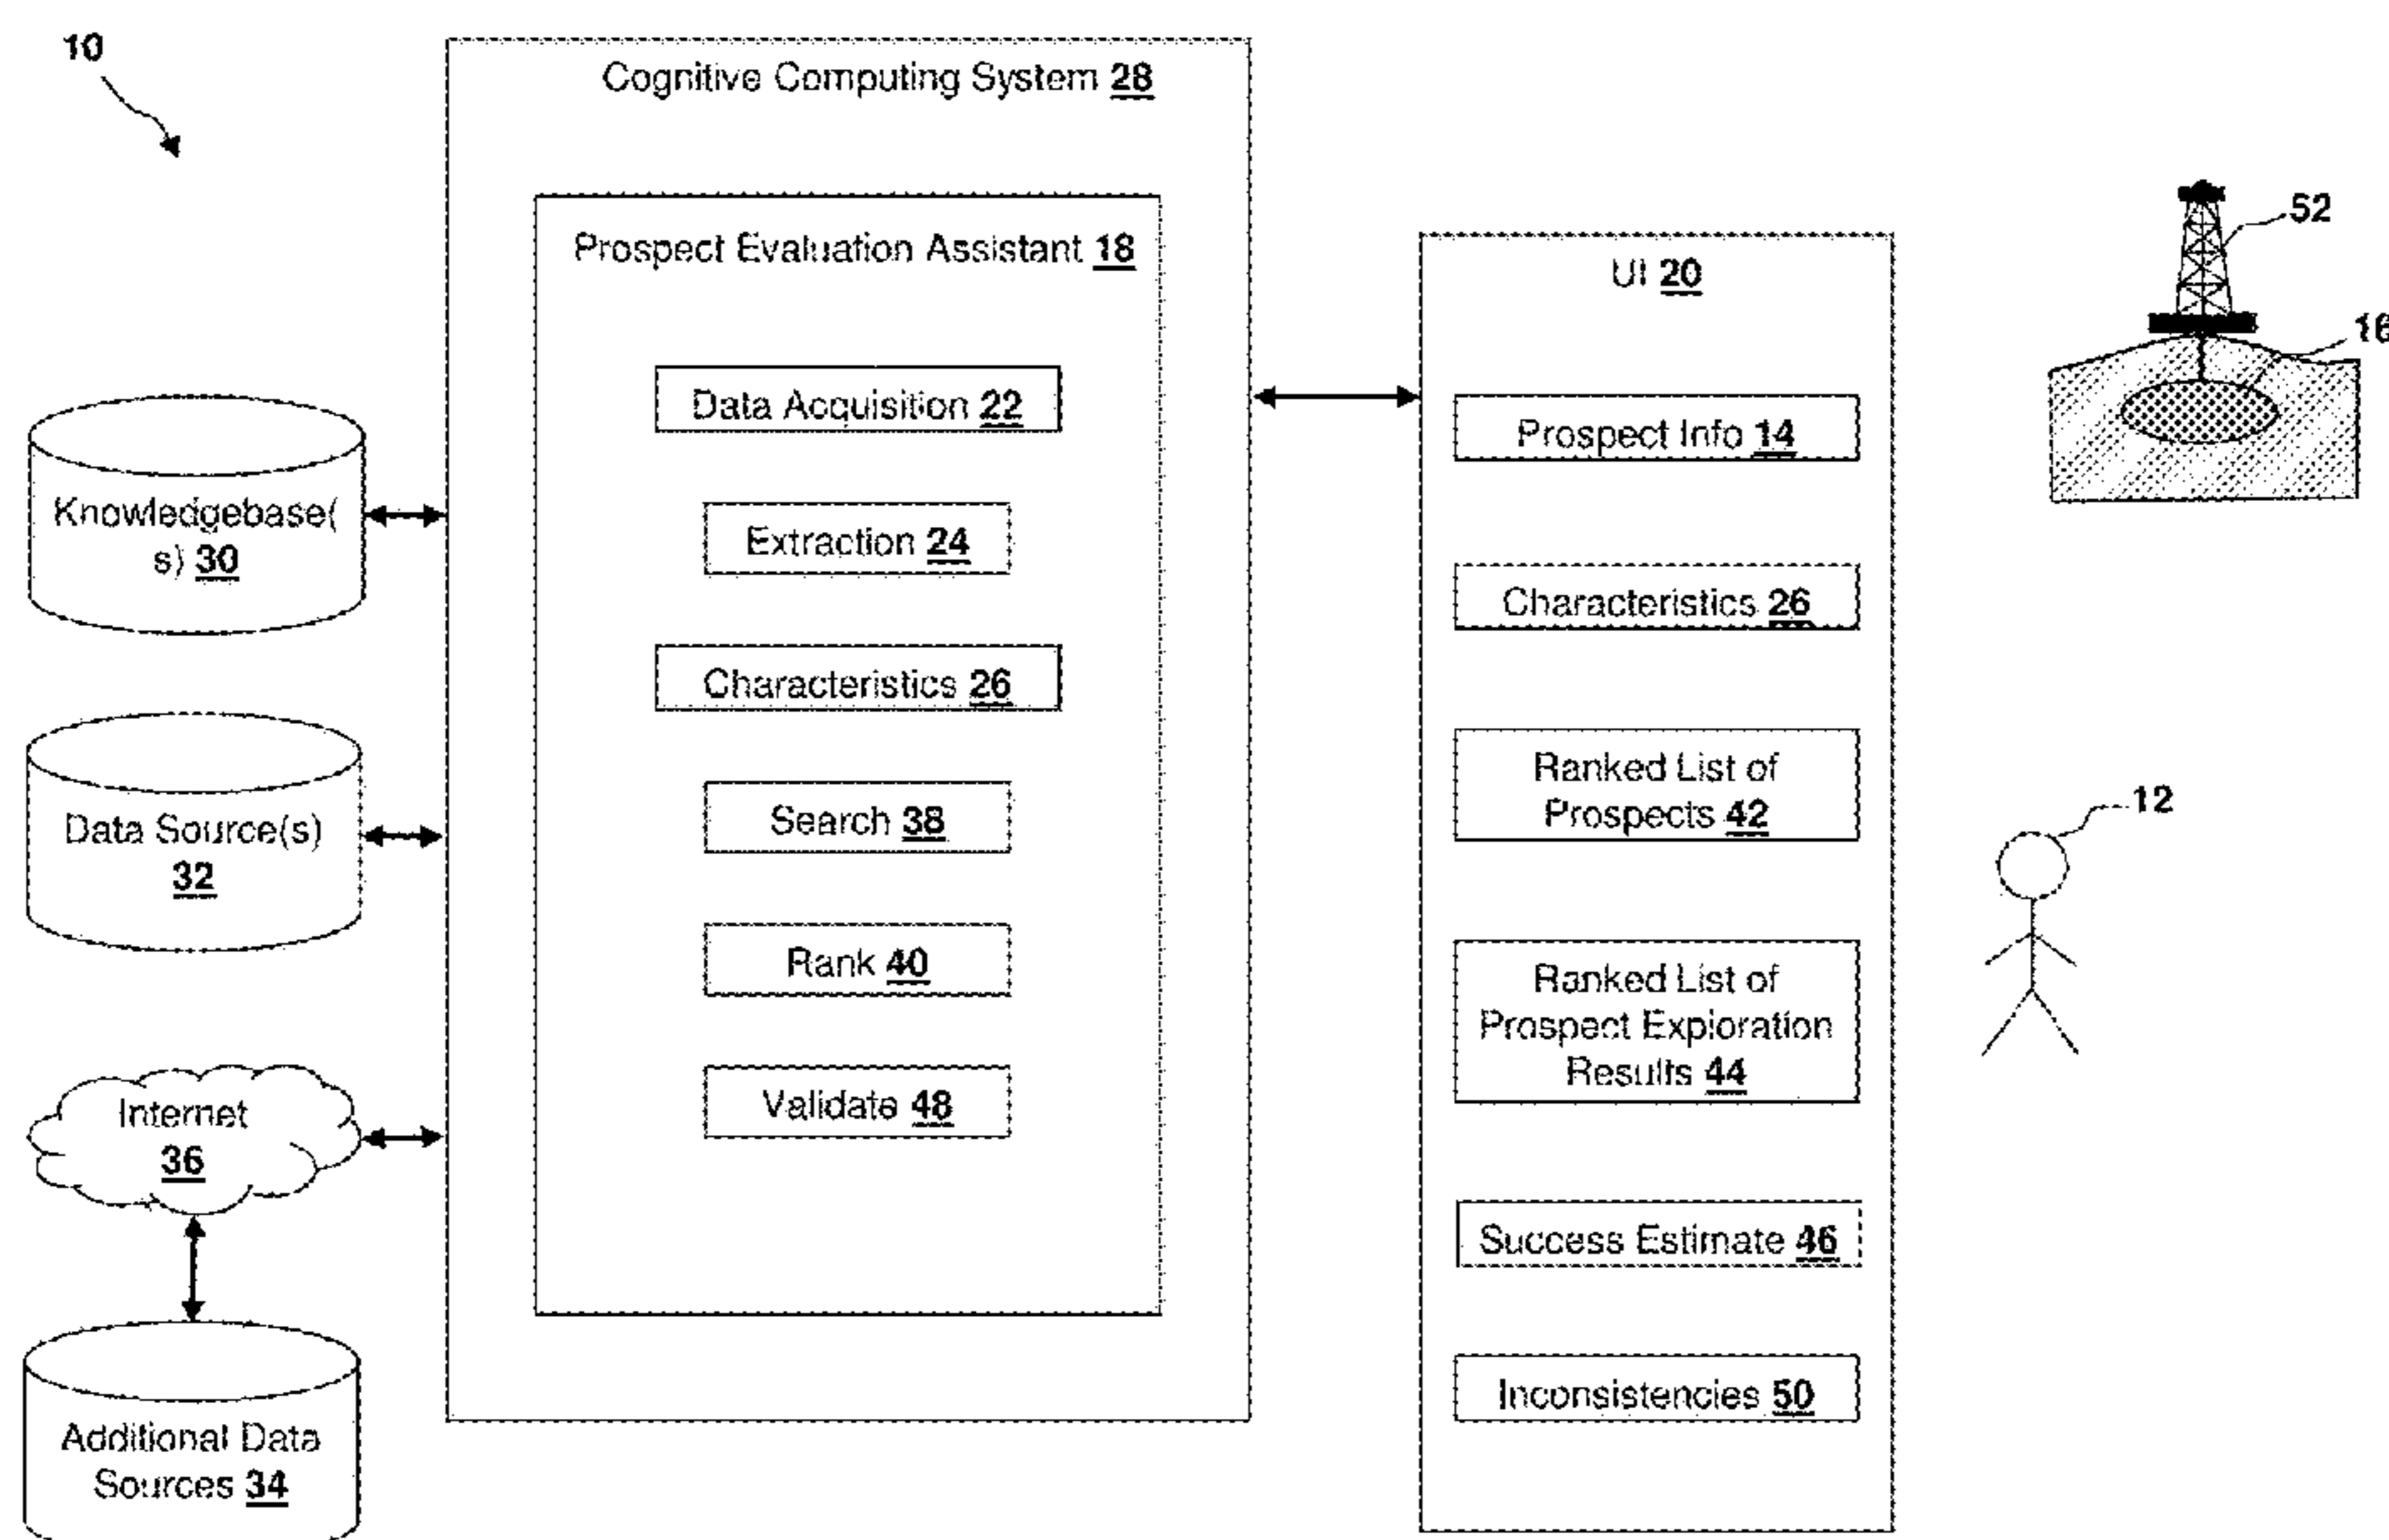 10
Cognitive Computing System 28
Prospect Evaluation Assistant 18
Data Acquisition 22
Extraction 24
Characteristics 26
Search 38
Rank 40
Validate 48
Knowledgebase(
s) 30
Data Source(s)
32
Internet
36
Additional Data
Sources 34
UI 20
Prospect Info 14
Characteristics 26
Ranked List of
Prospects 42
Ranked List of
Prospect Exploration
Results 44
Success Estimate 46
Inconsistencies 50
52
16
12